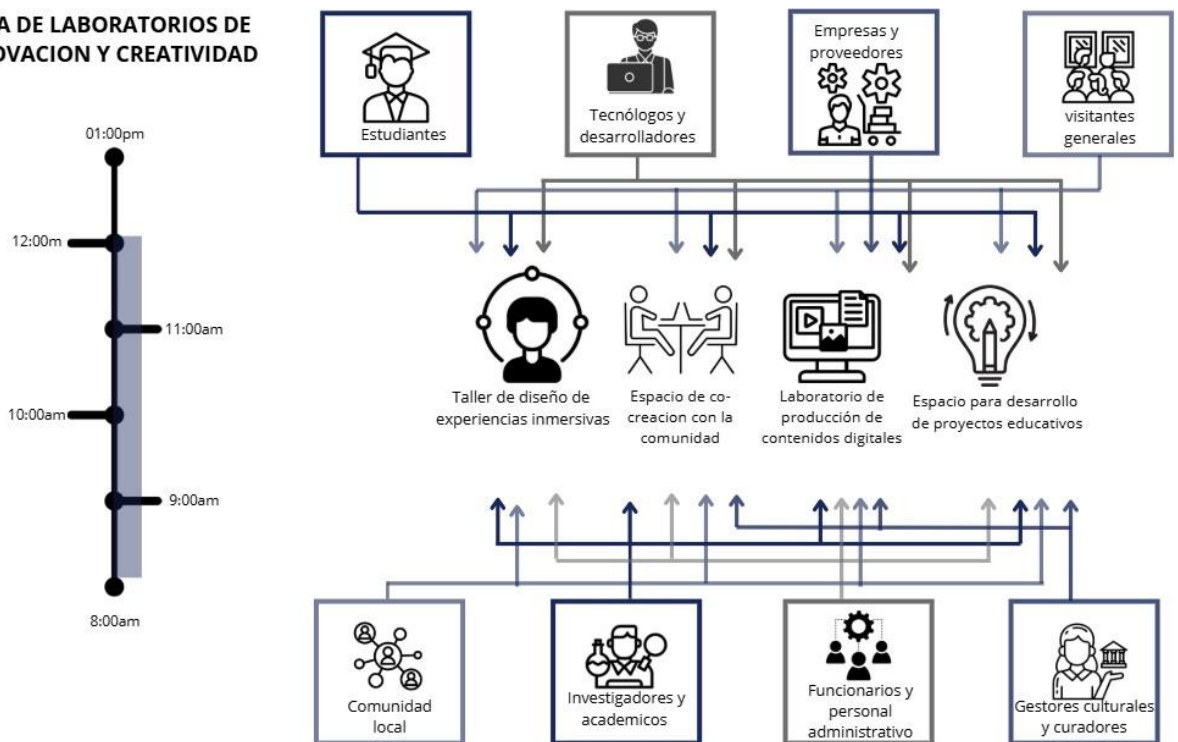 A DE LABORATORIOS DE
OVACION Y CREATIVIDAD
01:00pm
12:00m
11:00am
10:00am
9:00am
8:00am
Estudiantes
Tecnólogos y
desarrolladores
Empresas y
proveedores
visitantes
generales
Taller de diseño de
experiencias inmersivas
Espacio de co-
creacion con la
comunidad
Laboratorio de
producción de
contenidos digitales
Espacio para desarrollo
de proyectos educativos
Comunidad
local
Investigadores y
academicos
Funcionarios y
personal
administrativo
Gestores culturales
y curadores